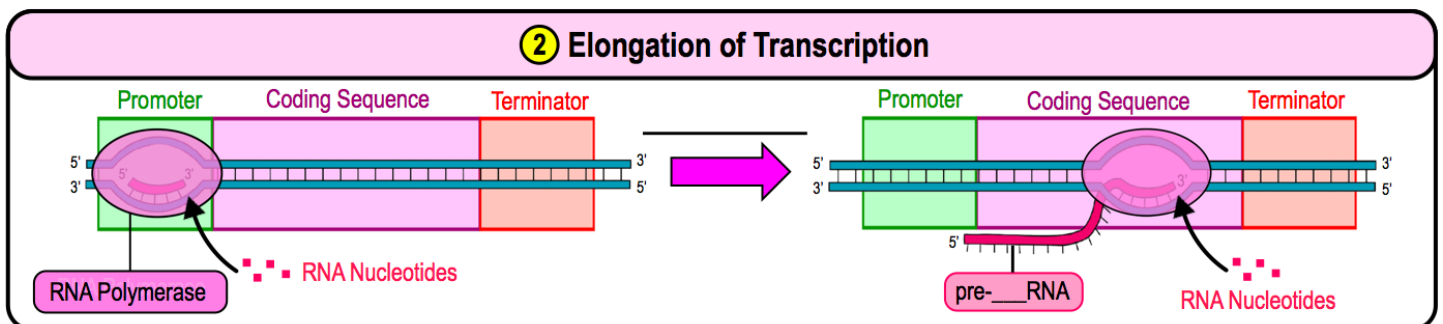 2 Elongation of Transcription
Promoter Coding Sequence Terminator
5' 3'
5' 3'
3' 5'
RNA Nucleotides
RNA Polymerase
Promoter Coding Sequence Terminator
5' 3'
3' 5'
3'
5'
pre-___RNA
RNA Nucleotides